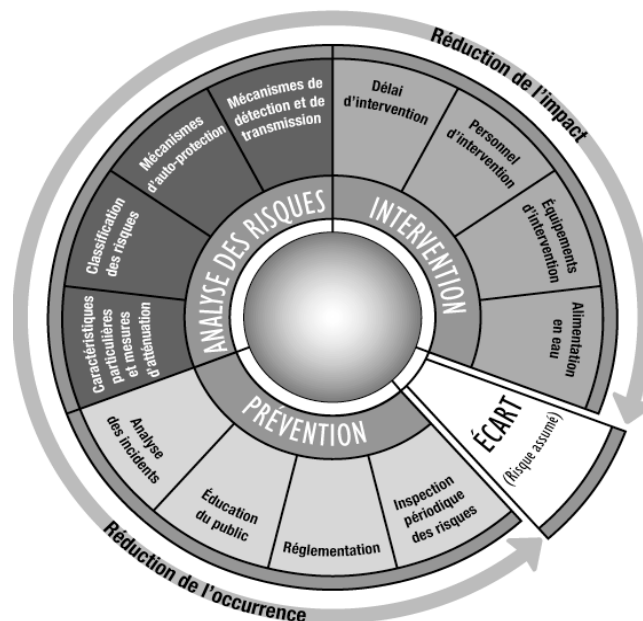 Réduction de l'impact
Mécanismes de
détection et de
transmission
Délai
d'intervention
Mécanismes
d'auto-protection
Personnel
d'intervention
Classification
des risques
Équipements
d'intervention
Caractéristiques
particulières
et mesures
d'atténuation
Alimentation
en eau
ANALYSE DES RISQUES
INTERVENTION
PRÉVENTION
ÉCART
(Risque assumé)
Analyse
des incidents
Éducation
du public
Réglementation
Inspection
périodique
des risques
Réduction de l'occurrence